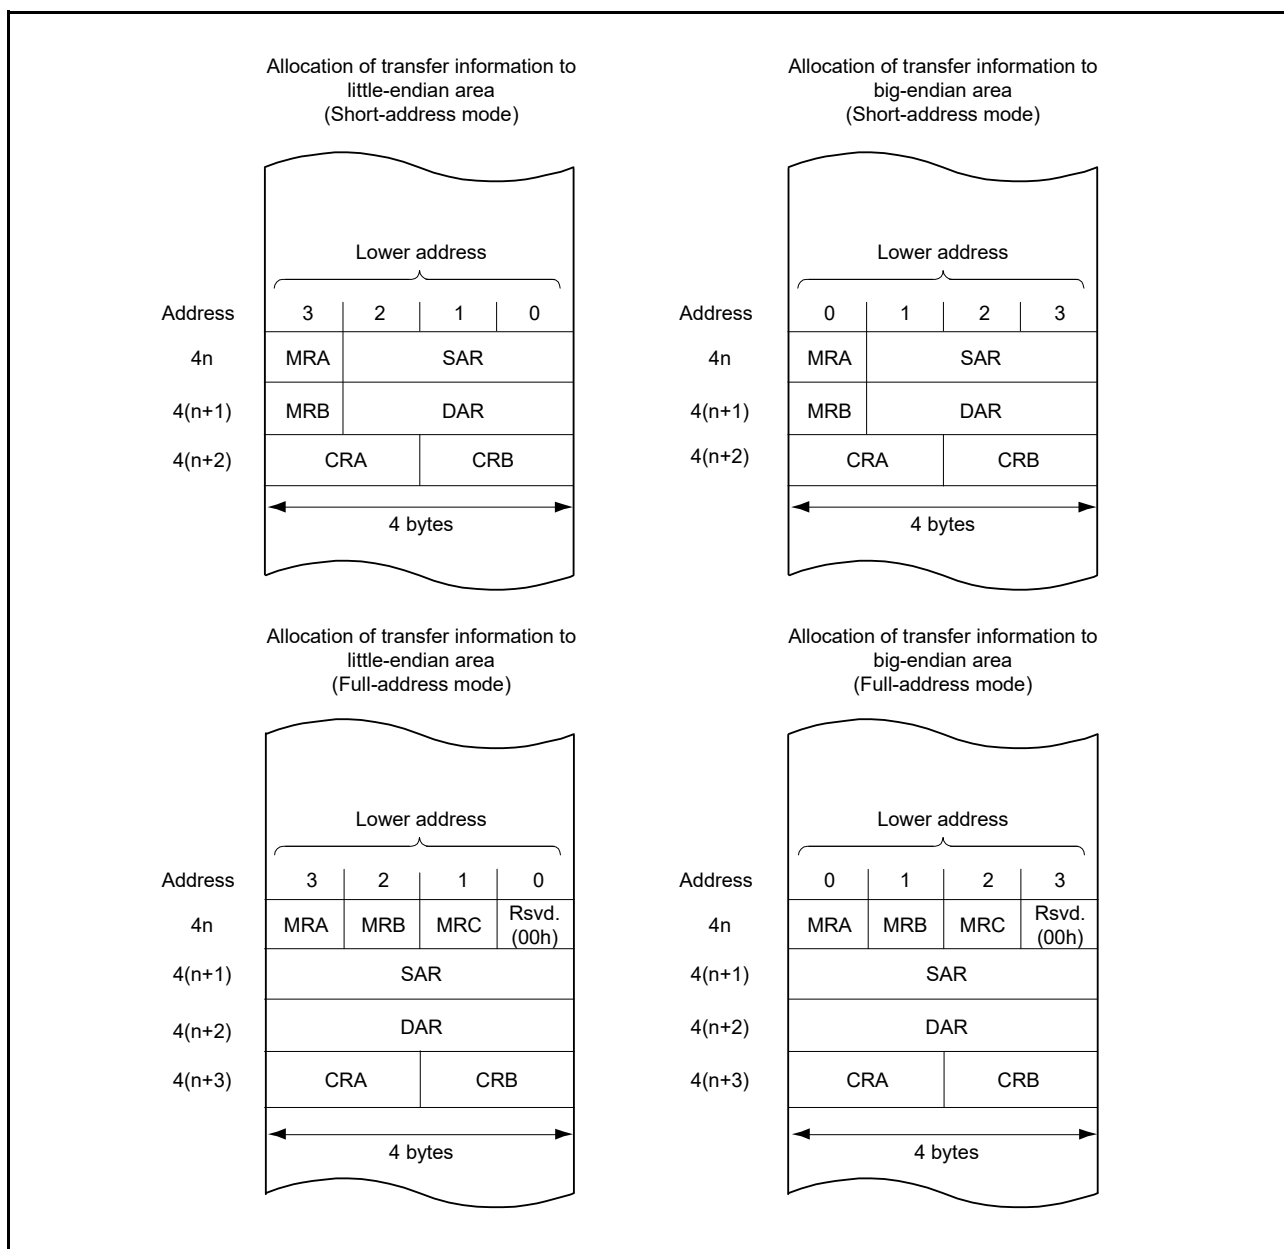 Allocation of transfer information to
little-endian area
(Short-address mode)
Lower address
Address 3 2 1 0
4n MRA SAR
4(n+1) MRB DAR
4(n+2) CRA CRB
4 bytes
Allocation of transfer information to
big-endian area
(Short-address mode)
Lower address
Address 0 1 2 3
4n MRA SAR
4(n+1) MRB DAR
4(n+2) CRA CRB
4 bytes
Allocation of transfer information to
little-endian area
(Full-address mode)
Lower address
Address 3 2 1 0
4n MRA MRB MRC Rsvd.
(00h)
4(n+1) SAR
4(n+2) DAR
4(n+3) CRA CRB
4 bytes
Allocation of transfer information to
big-endian area
(Full-address mode)
Lower address
Address 0 1 2 3
4n MRA MRB MRC Rsvd.
(00h)
4(n+1) SAR
4(n+2) DAR
4(n+3) CRA CRB
4 bytes